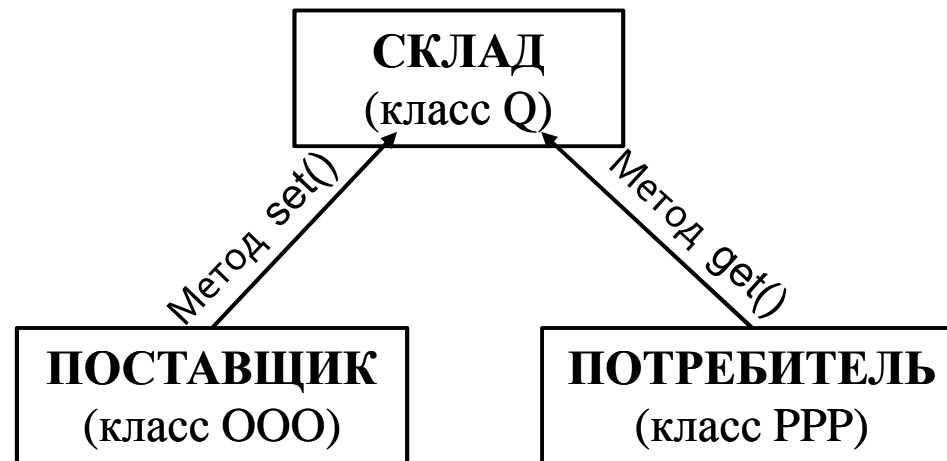 СКЛАД
(класс Q)
Метод set()
Метод get()
ПОСТАВЩИК
(класс OOO)
ПОТРЕБИТЕЛЬ
(класс PPP)